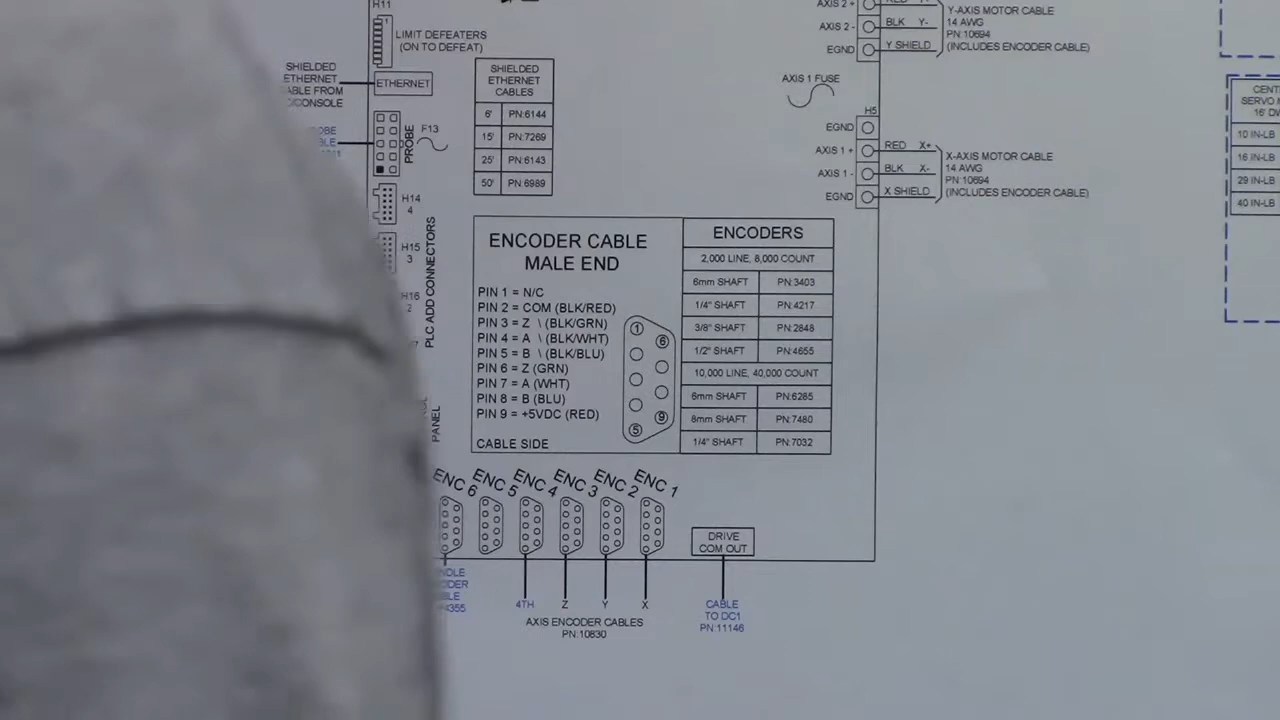 H11
1
LIMIT DEFEATERS
(ON TO DEFEAT)
SHIELDED
ETHERNET
CABLE FROM
ETHERNET
SHIELDED
ETHERNET
CABLES
6' PN:6144
15' PN:7269
25' PN:6143
50' PN:6989
PROBE
F13
H14
4
H15
3
H16
2
PLC ADD CONNECTORS
PANEL
AXIS 2 +
AXIS 2 -
EGND
RED Y+
BLK Y-
Y SHIELD
Y-AXIS MOTOR CABLE
14 AWG
PN:10694
(INCLUDES ENCODER CABLE)
AXIS 1 FUSE
H5
EGND
AXIS 1 +
AXIS 1 -
EGND
RED X+
BLK X-
X SHIELD
X-AXIS MOTOR CABLE
14 AWG
PN:10694
(INCLUDES ENCODER CABLE)
SERVO
16'
10 IN-LB
16 IN-LB
29 IN-LB
40 IN-LB
ENCODER CABLE
MALE END
PIN 1 = N/C
PIN 2 = COM (BLK/RED)
PIN 3 = Z \ (BLK/GRN)
PIN 4 = A \ (BLK/WHT)
PIN 5 = B \ (BLK/BLU)
PIN 6 = Z (GRN)
PIN 7 = A (WHT)
PIN 8 = B (BLU)
PIN 9 = +5VDC (RED)
CABLE SIDE
1
6
9
5
ENCODERS
2,000 LINE, 8,000 COUNT
6mm SHAFT PN:3403
1/4" SHAFT PN:4217
3/8" SHAFT PN:2848
1/2" SHAFT PN:4655
10,000 LINE, 40,000 COUNT
6mm SHAFT PN:6285
8mm SHAFT PN:7480
1/4" SHAFT PN:7032
ENC 6
ENC 5
ENC 4
ENC 3
ENC 2
ENC 1
DRIVE
COM OUT
4TH
Z
Y
X
AXIS ENCODER CABLES
PN:10830
CABLE
TO DC1
PN:11146